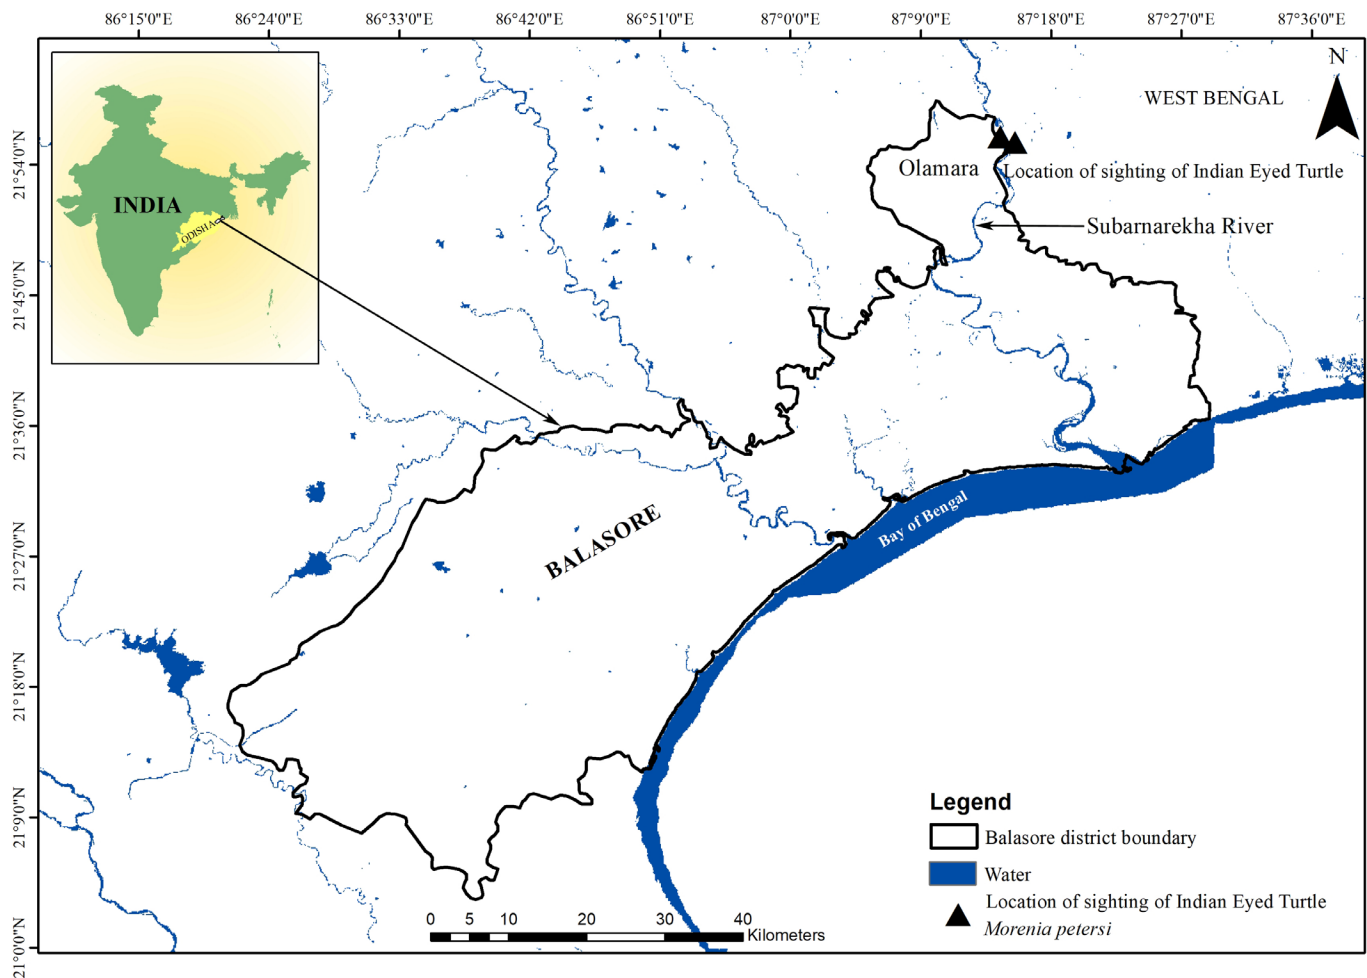 86°15'0"E 86°24'0"E 86°33'0"E 86°42'0"E 86°51'0"E 87°0'0"E 87°9'0"E 87°18'0"E 87°27'0"E 87°36'0"E
N
WEST BENGAL
21°54'0"N
Olamara
Location of sighting of Indian Eyed Turtle
INDIA
ODISHA
Subarnarekha River
21°45'0"N
21°36'0"N
Bay of Bengal
BALASORE
21°27'0"N
21°18'0"N
21°9'0"N
21°0'0"N
Legend
Balasore district boundary
Water
Location of sighting of Indian Eyed Turtle
Morenia petersi
0 5 10 20 30 40
Kilometers